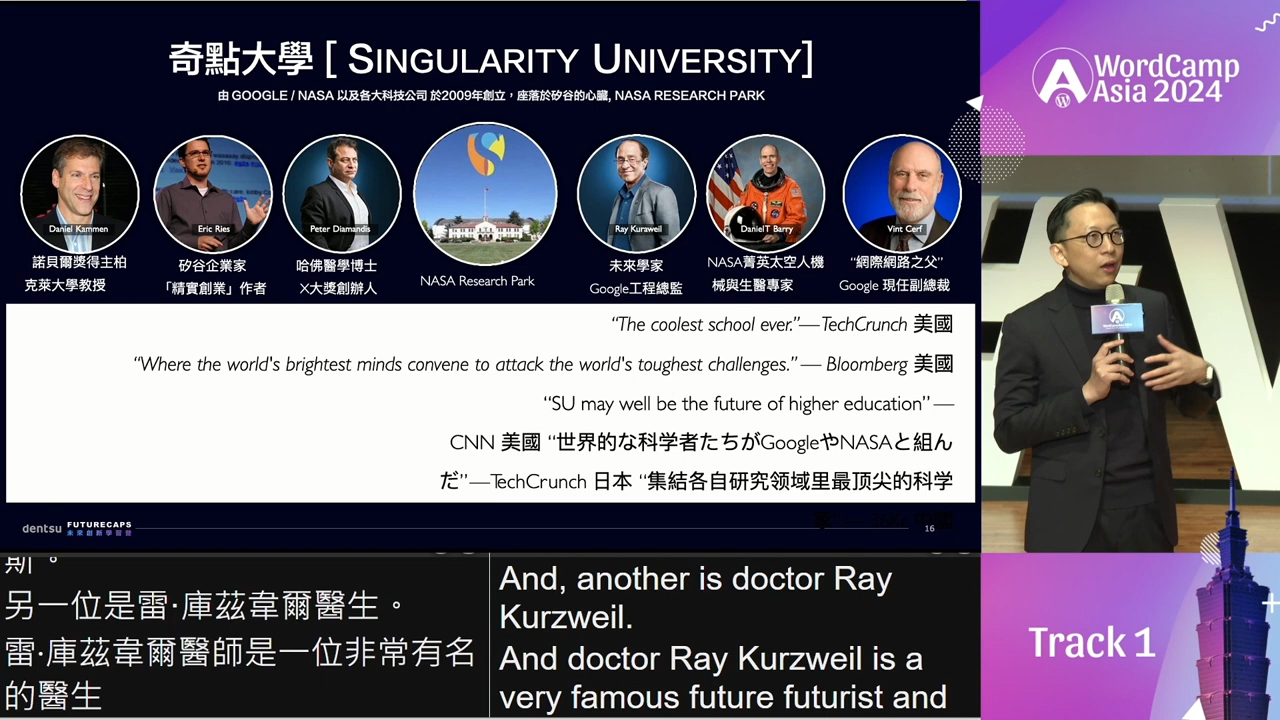 奇點大學 [ SINGULARITY UNIVERSITY]
由 GOOGLE / NASA 以及各大科技公司 於2009年創立，座落於矽谷的心臟, NASA RESEARCH PARK
Daniel Kammen
諾貝爾獎得主柏
克萊大學教授
Eric Ries
矽谷企業家
「精實創業」作者
Peter Diamandis
哈佛醫學博士
X大獎創辦人
NASA Research Park
Ray Kuraweil
未來學家
Google工程總監
DanielT Barry
NASA菁英太空人機
械與生醫專家
Vint Cerf
“網際網路之父”
Google 現任副總裁
“The coolest school ever.”—TechCrunch 美國
“Where the world's brightest minds convene to attack the world's toughest challenges.” — Bloomberg 美國
“SU may well be the future of higher education” —
CNN 美國 “世界的な科学者たちがGoogleやNASAと組ん
だ”—TechCrunch 日本 “集結各自研究领域里最顶尖的科学
dentsu FUTURECAPS
未來創新學習營
16
斯。
另一位是雷·庫茲韋爾醫生。
雷·庫茲韋爾醫師是一位非常有名
的醫生
And, another is doctor Ray
Kurzweil.
And doctor Ray Kurzweil is a
very famous future futurist and
WordCamp
Asia 2024
Track 1